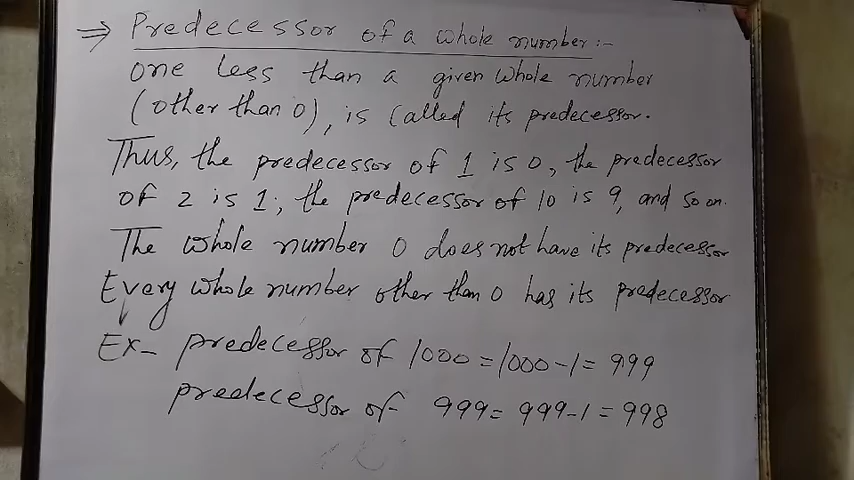 ⇒ Predecessor of a whole number:-
one less than a given whole number
(other than 0), is called its predecessor.
Thus, the predecessor of 1 is 0, the predecessor
of 2 is 1; the predecessor of 10 is 9, and so on.
The whole number 0 does not have its predecessor
Every whole number other than 0 has its predecessor
Ex- predecessor of 1000 = 1000-1 = 999
predecessor of 999 = 999-1 = 998